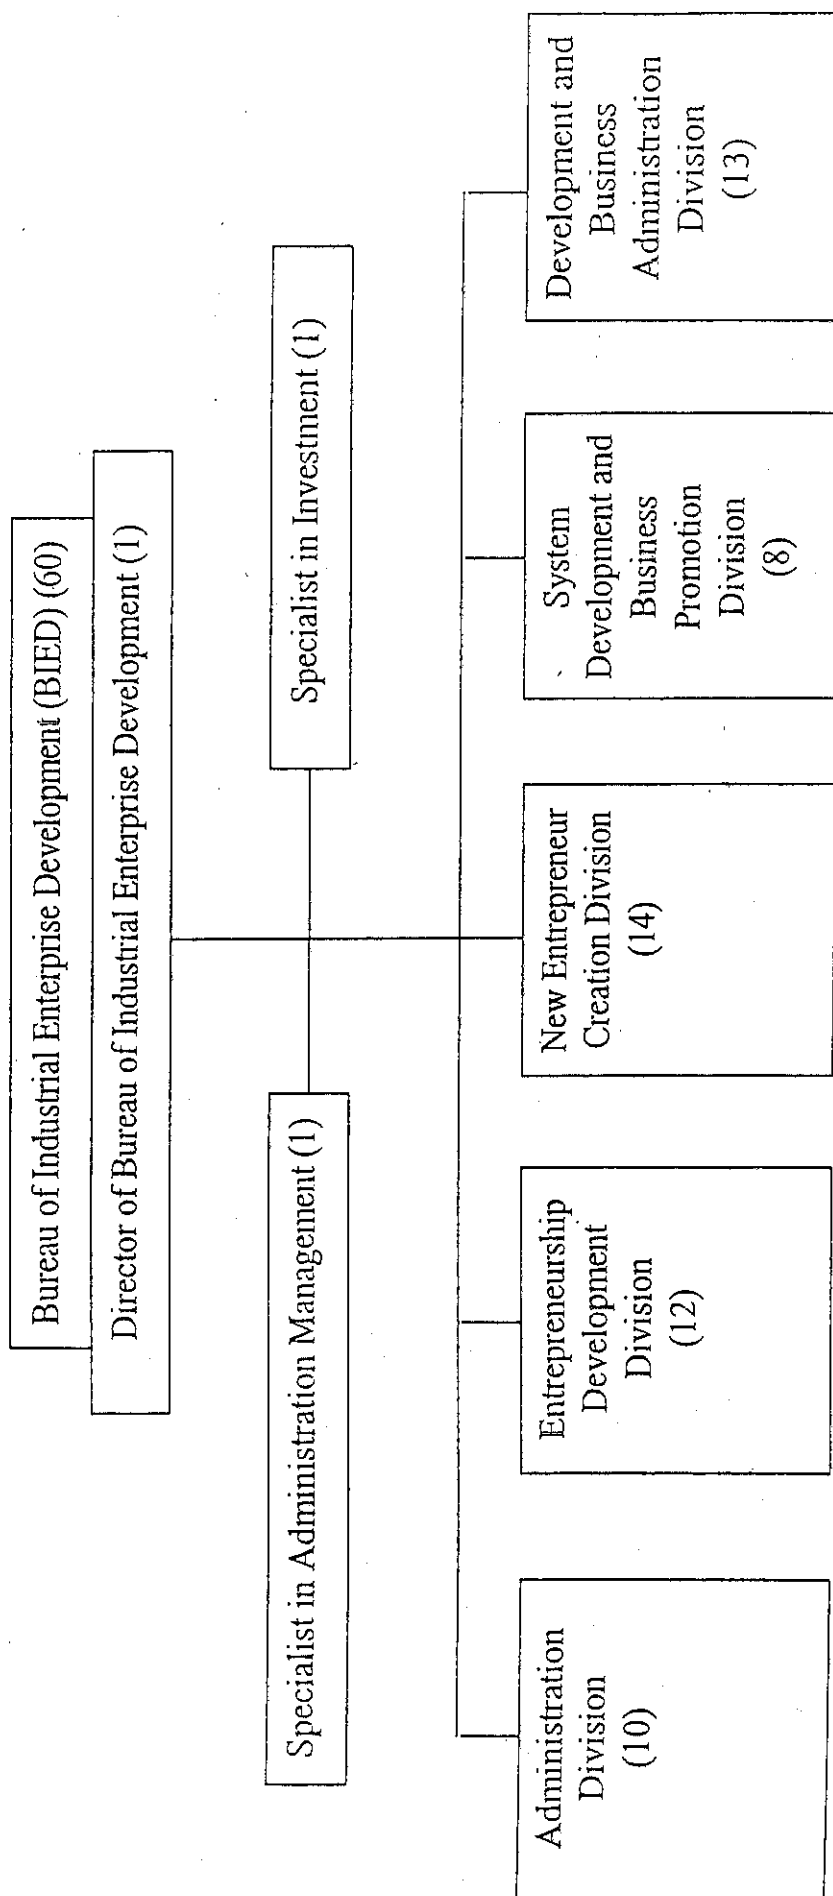 Bureau of Industrial Enterprise Development (BIED) (60)
Director of Bureau of Industrial Enterprise Development (1)
Specialist in Administration Management (1)
Specialist in Investment (1)
Administration
Division
(10)
Entrepreneurship
Development
Division
(12)
New Entrepreneur
Creation Division
(14)
System
Development and
Business
Promotion
Division
(8)
Development and
Business
Administration
Division
(13)